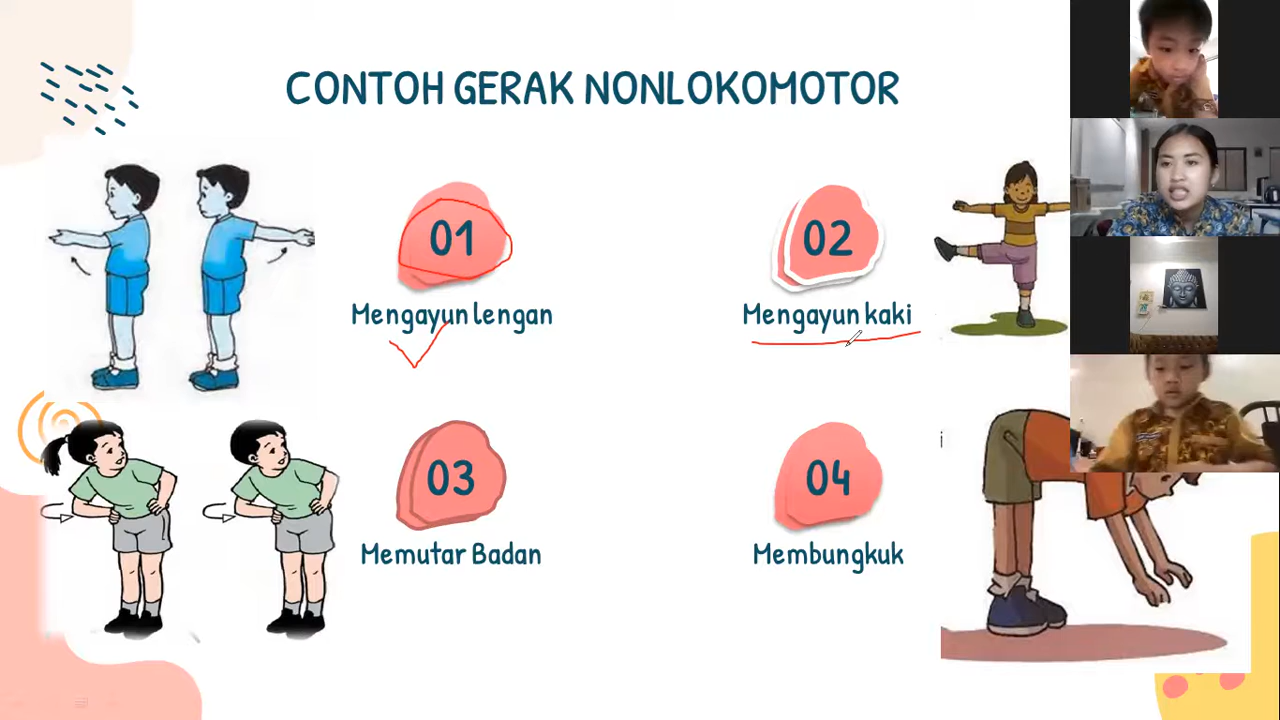 CONTOH GERAK NONLOKOMOTOR
01
Mengayun lengan
02
Mengayun kaki
03
Memutar Badan
04
Membungkuk
i